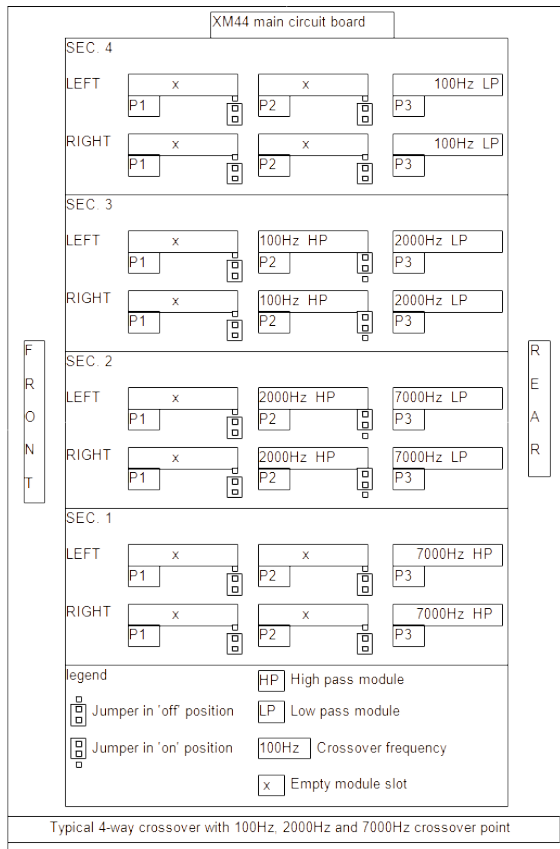 XM44 main circuit board
SEC. 4
LEFT x x 100Hz LP
P1 P2 P3
RIGHT x x 100Hz LP
P1 P2 P3
SEC. 3
LEFT x 100Hz HP 2000Hz LP
P1 P2 P3
RIGHT x 100Hz HP 2000Hz LP
P1 P2 P3
FRONT
REAR
SEC. 2
LEFT x 2000Hz HP 7000Hz LP
P1 P2 P3
RIGHT x 2000Hz HP 7000Hz LP
P1 P2 P3
SEC. 1
LEFT x x 7000Hz HP
P1 P2 P3
RIGHT x x 7000Hz HP
P1 P2 P3
legend
HP High pass module
Jumper in 'off' position LP Low pass module
Jumper in 'on' position 100Hz Crossover frequency
x Empty module slot
Typical 4-way crossover with 100Hz, 2000Hz and 7000Hz crossover point